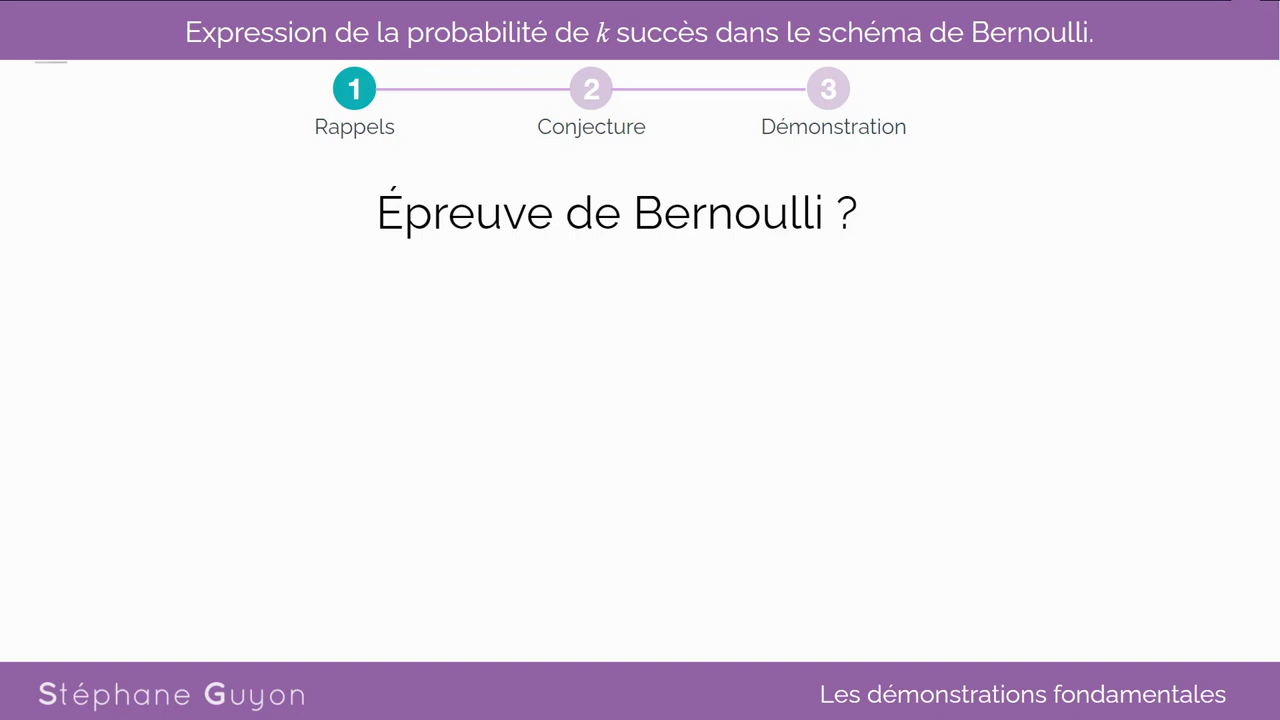 Expression de la probabilité de k succès dans le schéma de Bernoulli.
1 2 3
Rappels Conjecture Démonstration
Épreuve de Bernoulli ?
Stéphane Guyon Les démonstrations fondamentales